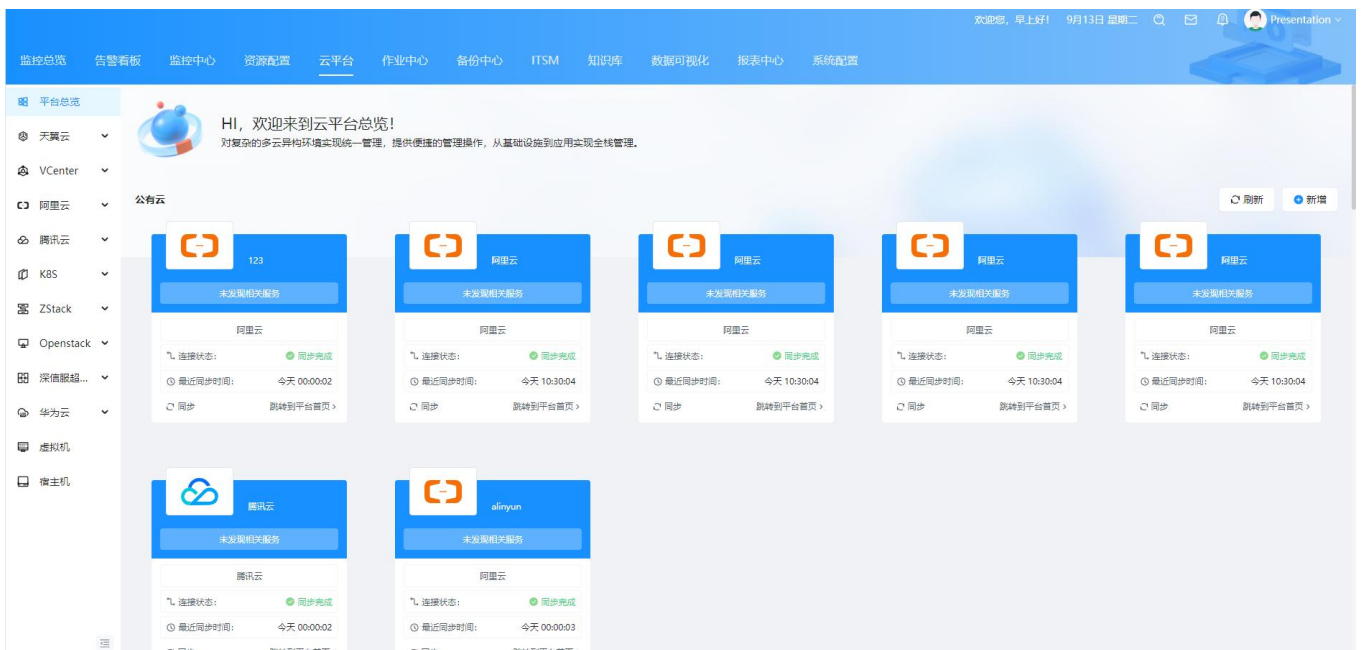 欢迎您，早上好! 9月13日 星期二 Presentation
监控总览 告警看板 监控中心 资源配置 云平台 作业中心 备份中心 ITSM 知识库 数据可视化 报表中心 系统配置
平台总览
天翼云
VCenter
阿里云
腾讯云
K8S
ZStack
Openstack
深信服超...
华为云
虚拟机
宿主机
HI，欢迎来到云平台总览!
对复杂的多云异构环境实现统一管理，提供便捷的管理操作，从基础设施到应用实现全栈管理。
公有云 刷新 新增
123 阿里云 阿里云 阿里云 阿里云
未发现相关服务 未发现相关服务 未发现相关服务 未发现相关服务 未发现相关服务
阿里云 阿里云 阿里云 阿里云 阿里云
连接状态: 同步完成 连接状态: 同步完成 连接状态: 同步完成 连接状态: 同步完成 连接状态: 同步完成
最近同步时间: 今天 00:00:02 最近同步时间: 今天 10:30:04 最近同步时间: 今天 10:30:04 最近同步时间: 今天 10:30:04 最近同步时间: 今天 10:30:04
同步 跳转到平台首页 同步 跳转到平台首页 同步 跳转到平台首页 同步 跳转到平台首页 同步 跳转到平台首页
腾讯云 alinyun
未发现相关服务 未发现相关服务
腾讯云 阿里云
连接状态: 同步完成 连接状态: 同步完成
最近同步时间: 今天 00:00:02 最近同步时间: 今天 00:00:03